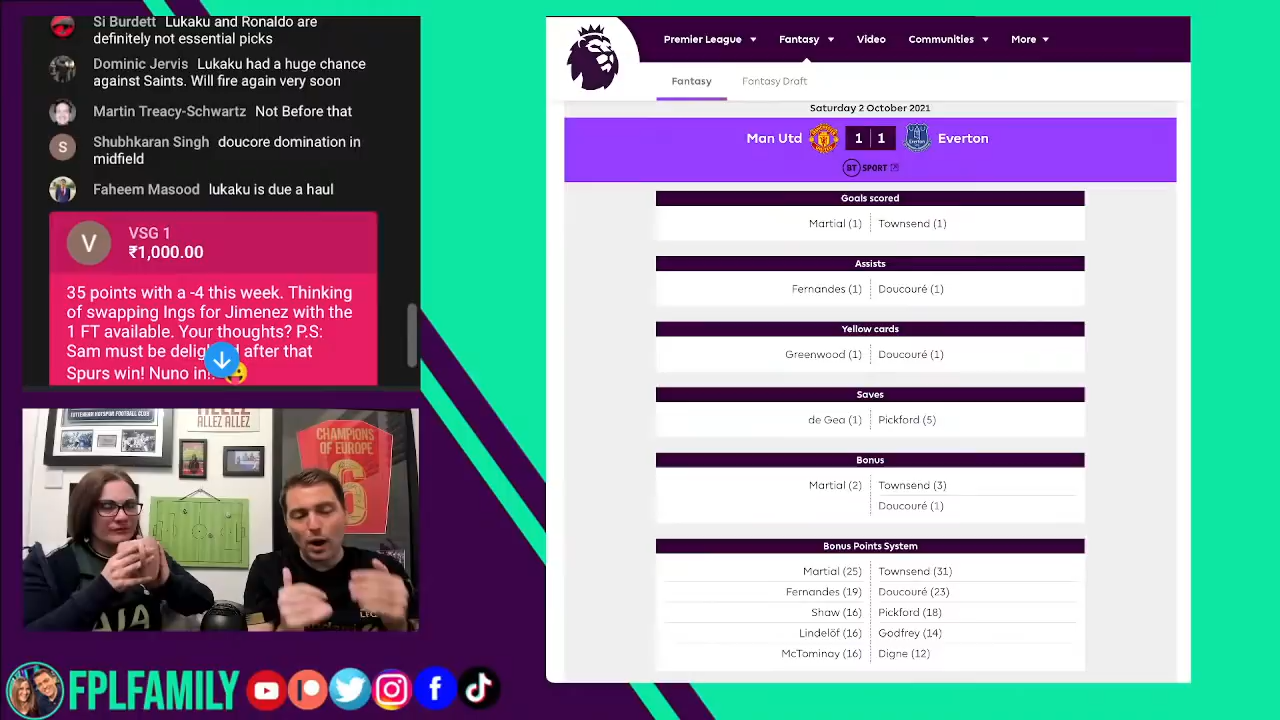 Si Burdett Lukaku and Ronaldo are
definitely not essential picks
Dominic Jervis Lukaku had a huge chance
against Saints. Will fire again very soon
Martin Treacy-Schwartz Not Before that
S
Shubhkaran Singh doucore domination in
midfield
Faheem Masood lukaku is due a haul
V
VSG 1
₹1,000.00
35 points with a -4 this week. Thinking
of swapping Ings for Jimenez with the
1 FT available. Your thoughts? P.S:
Sam must be after that
Spurs win! Nuno in!
TOTTENHAM HOTSPUR FOOTBALL CLUB
ALLEZ ALLEZ
CHAMPIONS
OF EUROPE
6
FPLFAMILY
Premier League
Fantasy
Video
Communities
More
Fantasy
Fantasy Draft
Saturday 2 October 2021
Man Utd 1 | 1 Everton
BT SPORT
Goals scored
Martial (1) Townsend (1)
Assists
Fernandes (1) Doucouré (1)
Yellow cards
Greenwood (1) Doucouré (1)
Saves
de Gea (1) Pickford (5)
Bonus
Martial (2) Townsend (3)
Doucouré (1)
Bonus Points System
Martial (25) Townsend (31)
Fernandes (19) Doucouré (23)
Shaw (16) Pickford (18)
Lindelöf (16) Godfrey (14)
McTominay (16) Digne (12)